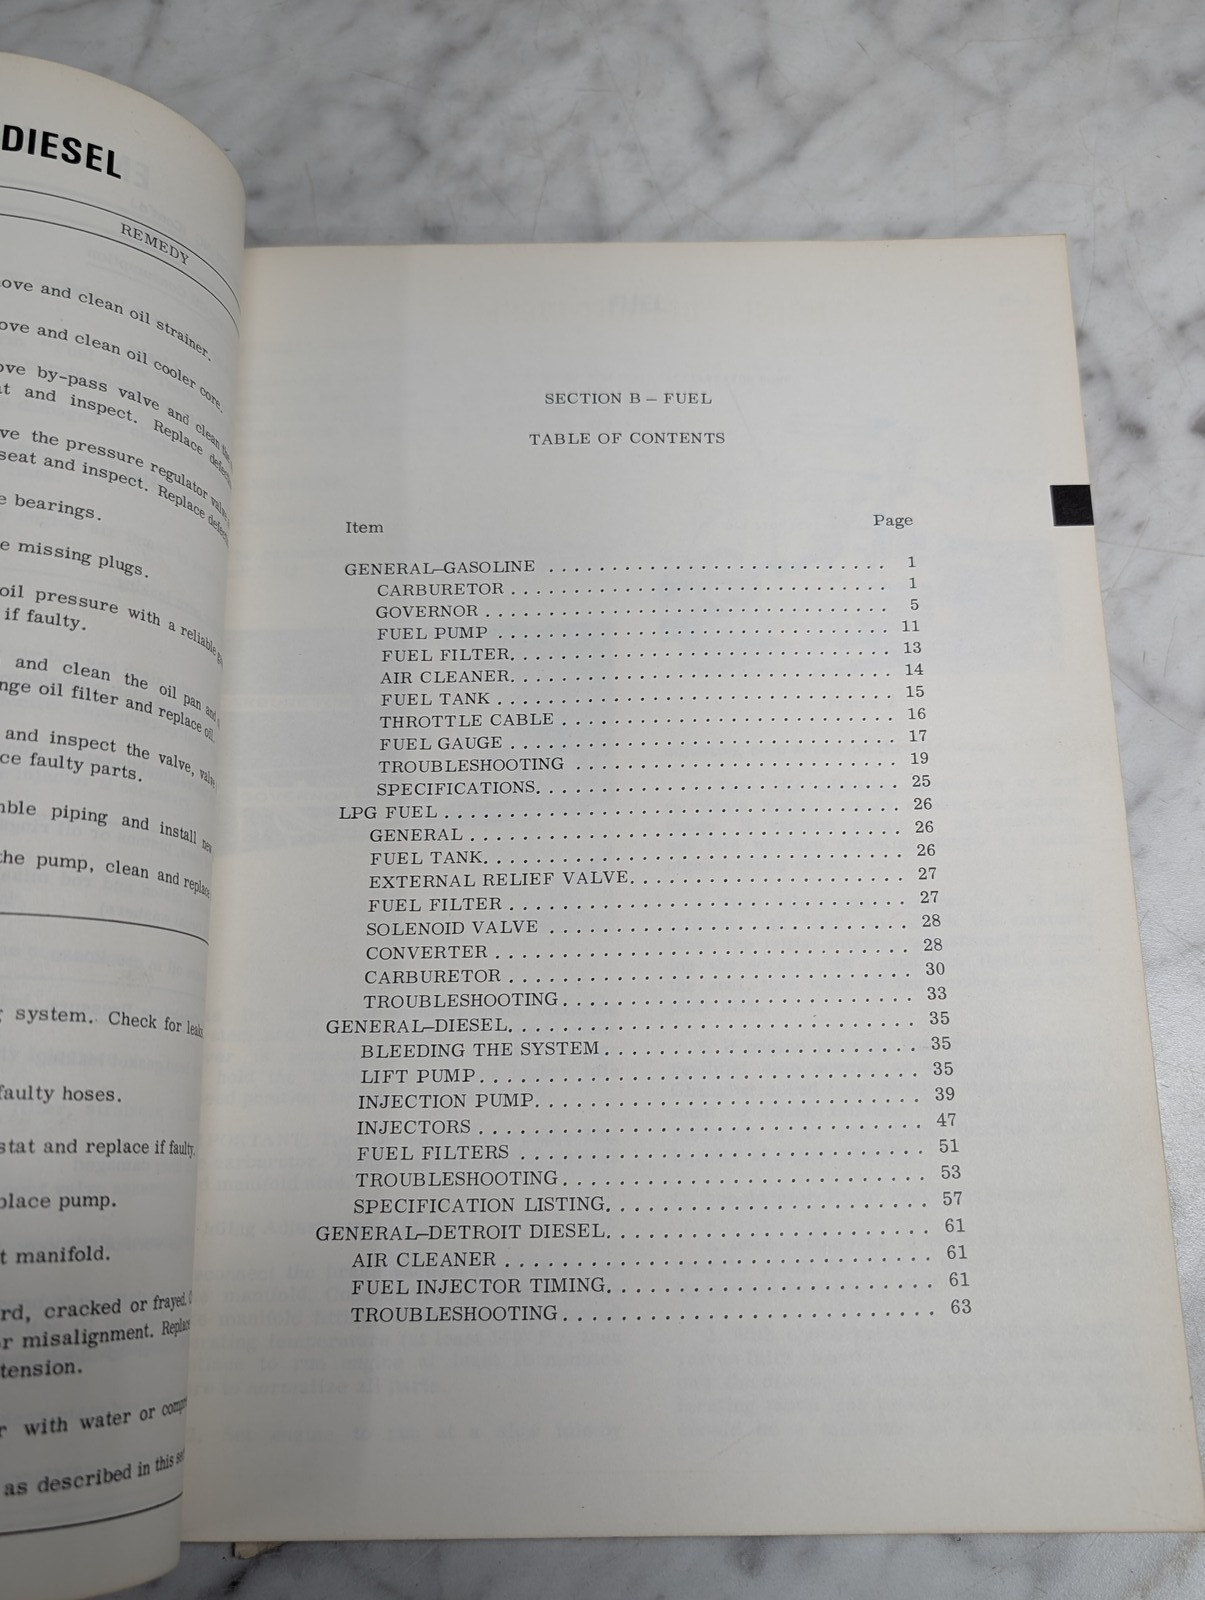 DIESEL
REMEDY
ove and clean oil strainer.
ove and clean oil cooler core.
ve by-pass valve and clean the
t and inspect. Replace
ve the pressure regulator valve
seat and inspect. Replace
e bearings.
e missing plugs.
oil pressure with a reliable
if faulty.
and clean the oil pan and
nge oil filter and replace oil.
and inspect the valve,
ce faulty parts.
mble piping and install
the pump, clean and replace
system. Check for
faulty hoses.
stat and replace if faulty.
place pump.
t manifold.
rd, cracked or frayed.
r misalignment.
tension.
r with water or
as described in this
SECTION B – FUEL
TABLE OF CONTENTS
Item Page
GENERAL–GASOLINE . . . . . . . . . . 1
CARBURETOR . . . . . . . . . . 1
GOVERNOR . . . . . . . . . . 5
FUEL PUMP . . . . . . . . . . 11
FUEL FILTER. . . . . . . . . . 13
AIR CLEANER. . . . . . . . . . 14
FUEL TANK . . . . . . . . . . 15
THROTTLE CABLE . . . . . . . . . . 16
FUEL GAUGE . . . . . . . . . . 17
TROUBLESHOOTING . . . . . . . . . . 19
SPECIFICATIONS. . . . . . . . . . 25
LPG FUEL . . . . . . . . . . 26
GENERAL . . . . . . . . . . 26
FUEL TANK. . . . . . . . . . 26
EXTERNAL RELIEF VALVE. . . . . . . . . . 27
FUEL FILTER . . . . . . . . . . 27
SOLENOID VALVE . . . . . . . . . . 28
CONVERTER . . . . . . . . . . 28
CARBURETOR . . . . . . . . . . 30
TROUBLESHOOTING. . . . . . . . . . 33
GENERAL–DIESEL. . . . . . . . . . 35
BLEEDING THE SYSTEM . . . . . . . . . . 35
LIFT PUMP. . . . . . . . . . 35
INJECTION PUMP. . . . . . . . . . 39
INJECTORS . . . . . . . . . . 47
FUEL FILTERS . . . . . . . . . . 51
TROUBLESHOOTING. . . . . . . . . . 53
SPECIFICATION LISTING. . . . . . . . . . 57
GENERAL–DETROIT DIESEL. . . . . . . . . . 61
AIR CLEANER . . . . . . . . . . 61
FUEL INJECTOR TIMING. . . . . . . . . . 61
TROUBLESHOOTING. . . . . . . . . . 63